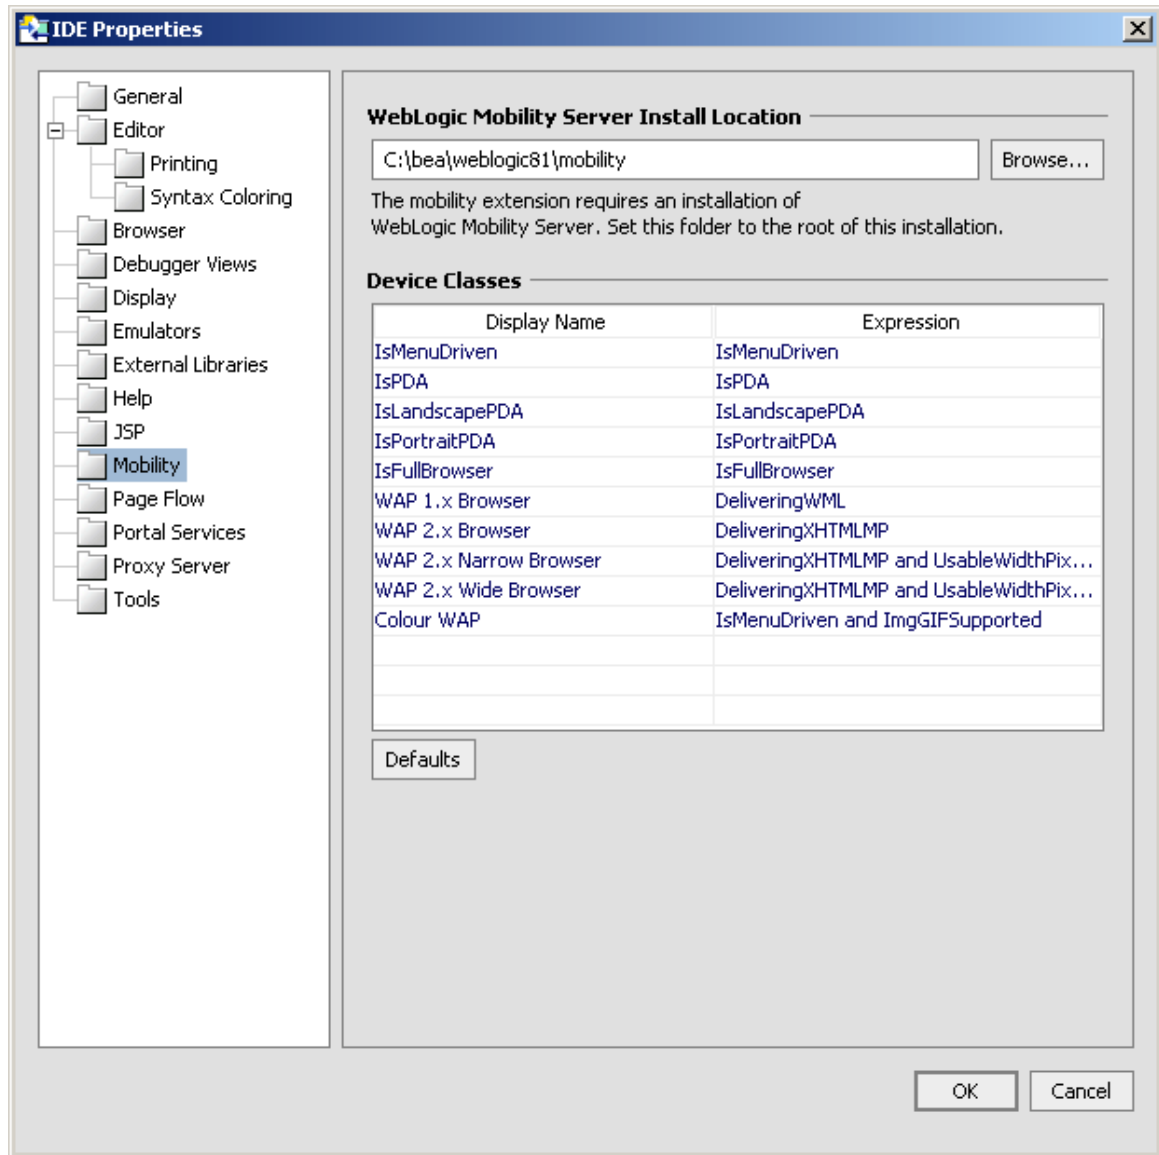 IDE Properties
General
Editor
Printing
Syntax Coloring
Browser
Debugger Views
Display
Emulators
External Libraries
Help
JSP
Mobility
Page Flow
Portal Services
Proxy Server
Tools
WebLogic Mobility Server Install Location
C:\bea\weblogic81\mobility
Browse...
The mobility extension requires an installation of
WebLogic Mobility Server. Set this folder to the root of this installation.
Device Classes
Display Name Expression
IsMenuDriven IsMenuDriven
IsPDA IsPDA
IsLandscapePDA IsLandscapePDA
IsPortraitPDA IsPortraitPDA
IsFullBrowser IsFullBrowser
WAP 1.x Browser DeliveringWML
WAP 2.x Browser DeliveringXHTMLMP
WAP 2.x Narrow Browser DeliveringXHTMLMP and UsableWidthPix...
WAP 2.x Wide Browser DeliveringXHTMLMP and UsableWidthPix...
Colour WAP IsMenuDriven and ImgGIFSupported
Defaults
OK Cancel